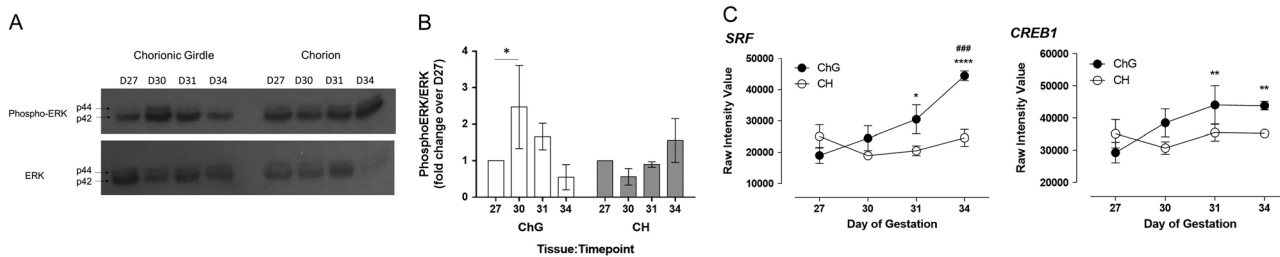 A
Chorionic Girdle
Chorion
D27 D30 D31 D34 D27 D30 D31 D34
Phospho-ERK
p44
p42
ERK
p44
p42
B
PhosphoERK/ERK
(fold change over D27)
4
3
2
1
0
*
27 30 31 34 27 30 31 34
ChG CH
Tissue:Timepoint
C
SRF
Raw Intensity Value
50000
40000
30000
20000
10000
ChG
CH
*
###
****
27 30 31 34
Day of Gestation
CREB1
Raw Intensity Value
60000
50000
40000
30000
20000
ChG
CH
**
**
27 30 31 34
Day of Gestation